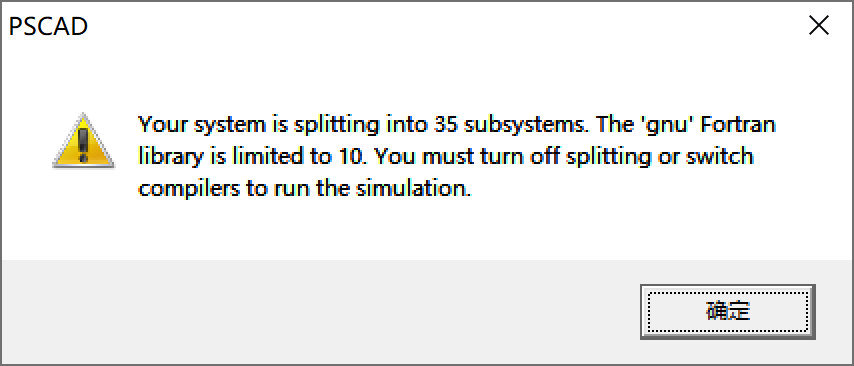 PSCAD
Your system is splitting into 35 subsystems. The 'gnu' Fortran
library is limited to 10. You must turn off splitting or switch
compilers to run the simulation.
确定